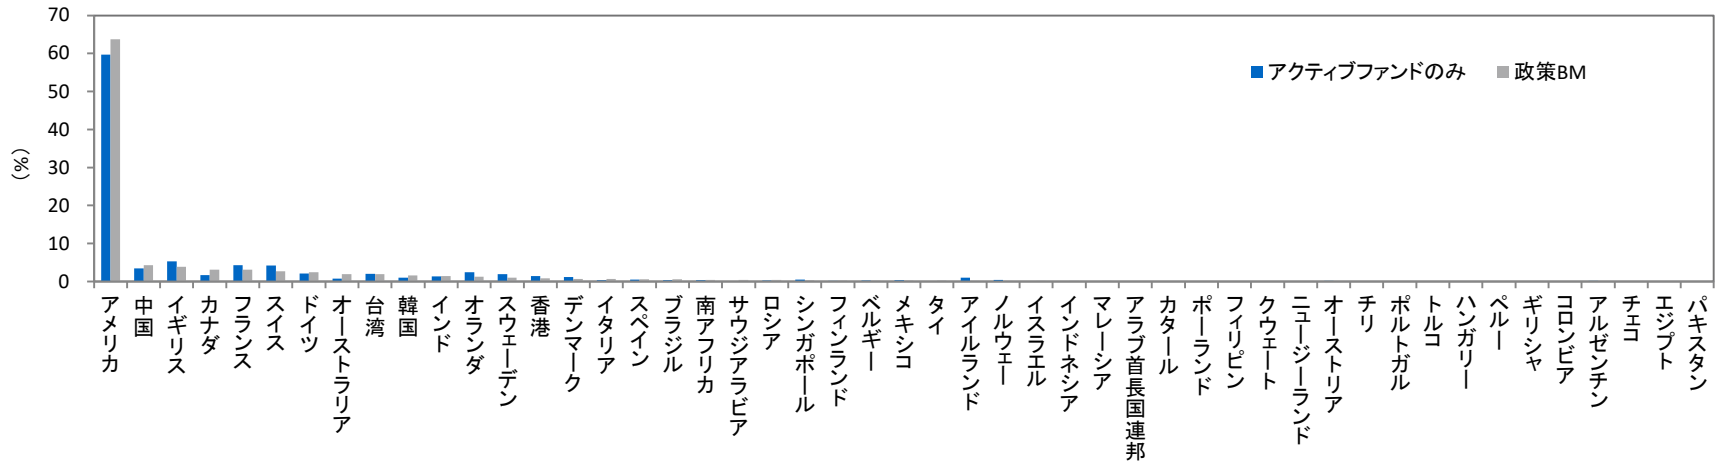 70
60
50
40
30
20
10
0
(%)
アクティブファンドのみ
政策BM
アメリカ
中国
イギリス
カナダ
フランス
スイス
ドイツ
オーストラリア
台湾
韓国
インド
オランダ
スウェーデン
香港
デンマーク
イタリア
スペイン
ブラジル
南アフリカ
サウジアラビア
ロシア
シンガポール
フィンランド
ベルギー
メキシコ
タイ
アイルランド
ノルウェー
イスラエル
インドネシア
マレーシア
アラブ首長国連邦
カタール
ポーランド
フィリピン
クウェート
ニュージーランド
オーストリア
チリ
ポルトガル
トルコ
ハンガリー
ペルー
ギリシャ
コロンビア
アルゼンチン
チェコ
エジプト
パキスタン